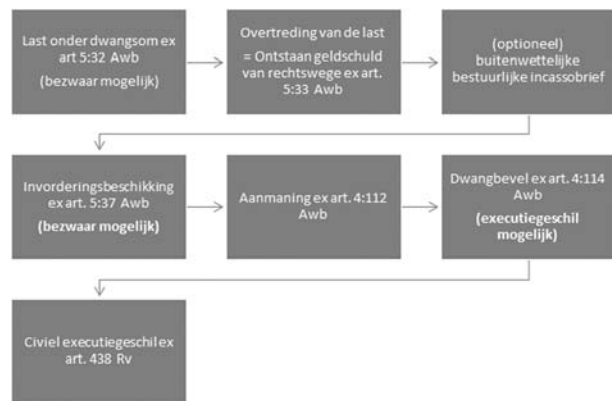 Last onder dwangsom ex
art 5:32 Awb
(bezwaar mogelijk)
Overtreding van de last
= Ontstaan geldschuld
van rechtswege ex art.
5:33 Awb
(optioneel)
buitenwettelijke
bestuurlijke incassobrief
Invorderingsbeschikking
ex art. 5:37 Awb
(bezwaar mogelijk)
Aanmaning ex art. 4:112
Awb
Dwangbevel ex art. 4:114
Awb
(executiegeschil
mogelijk)
Civiel executiegeschil ex
art. 438 Rv